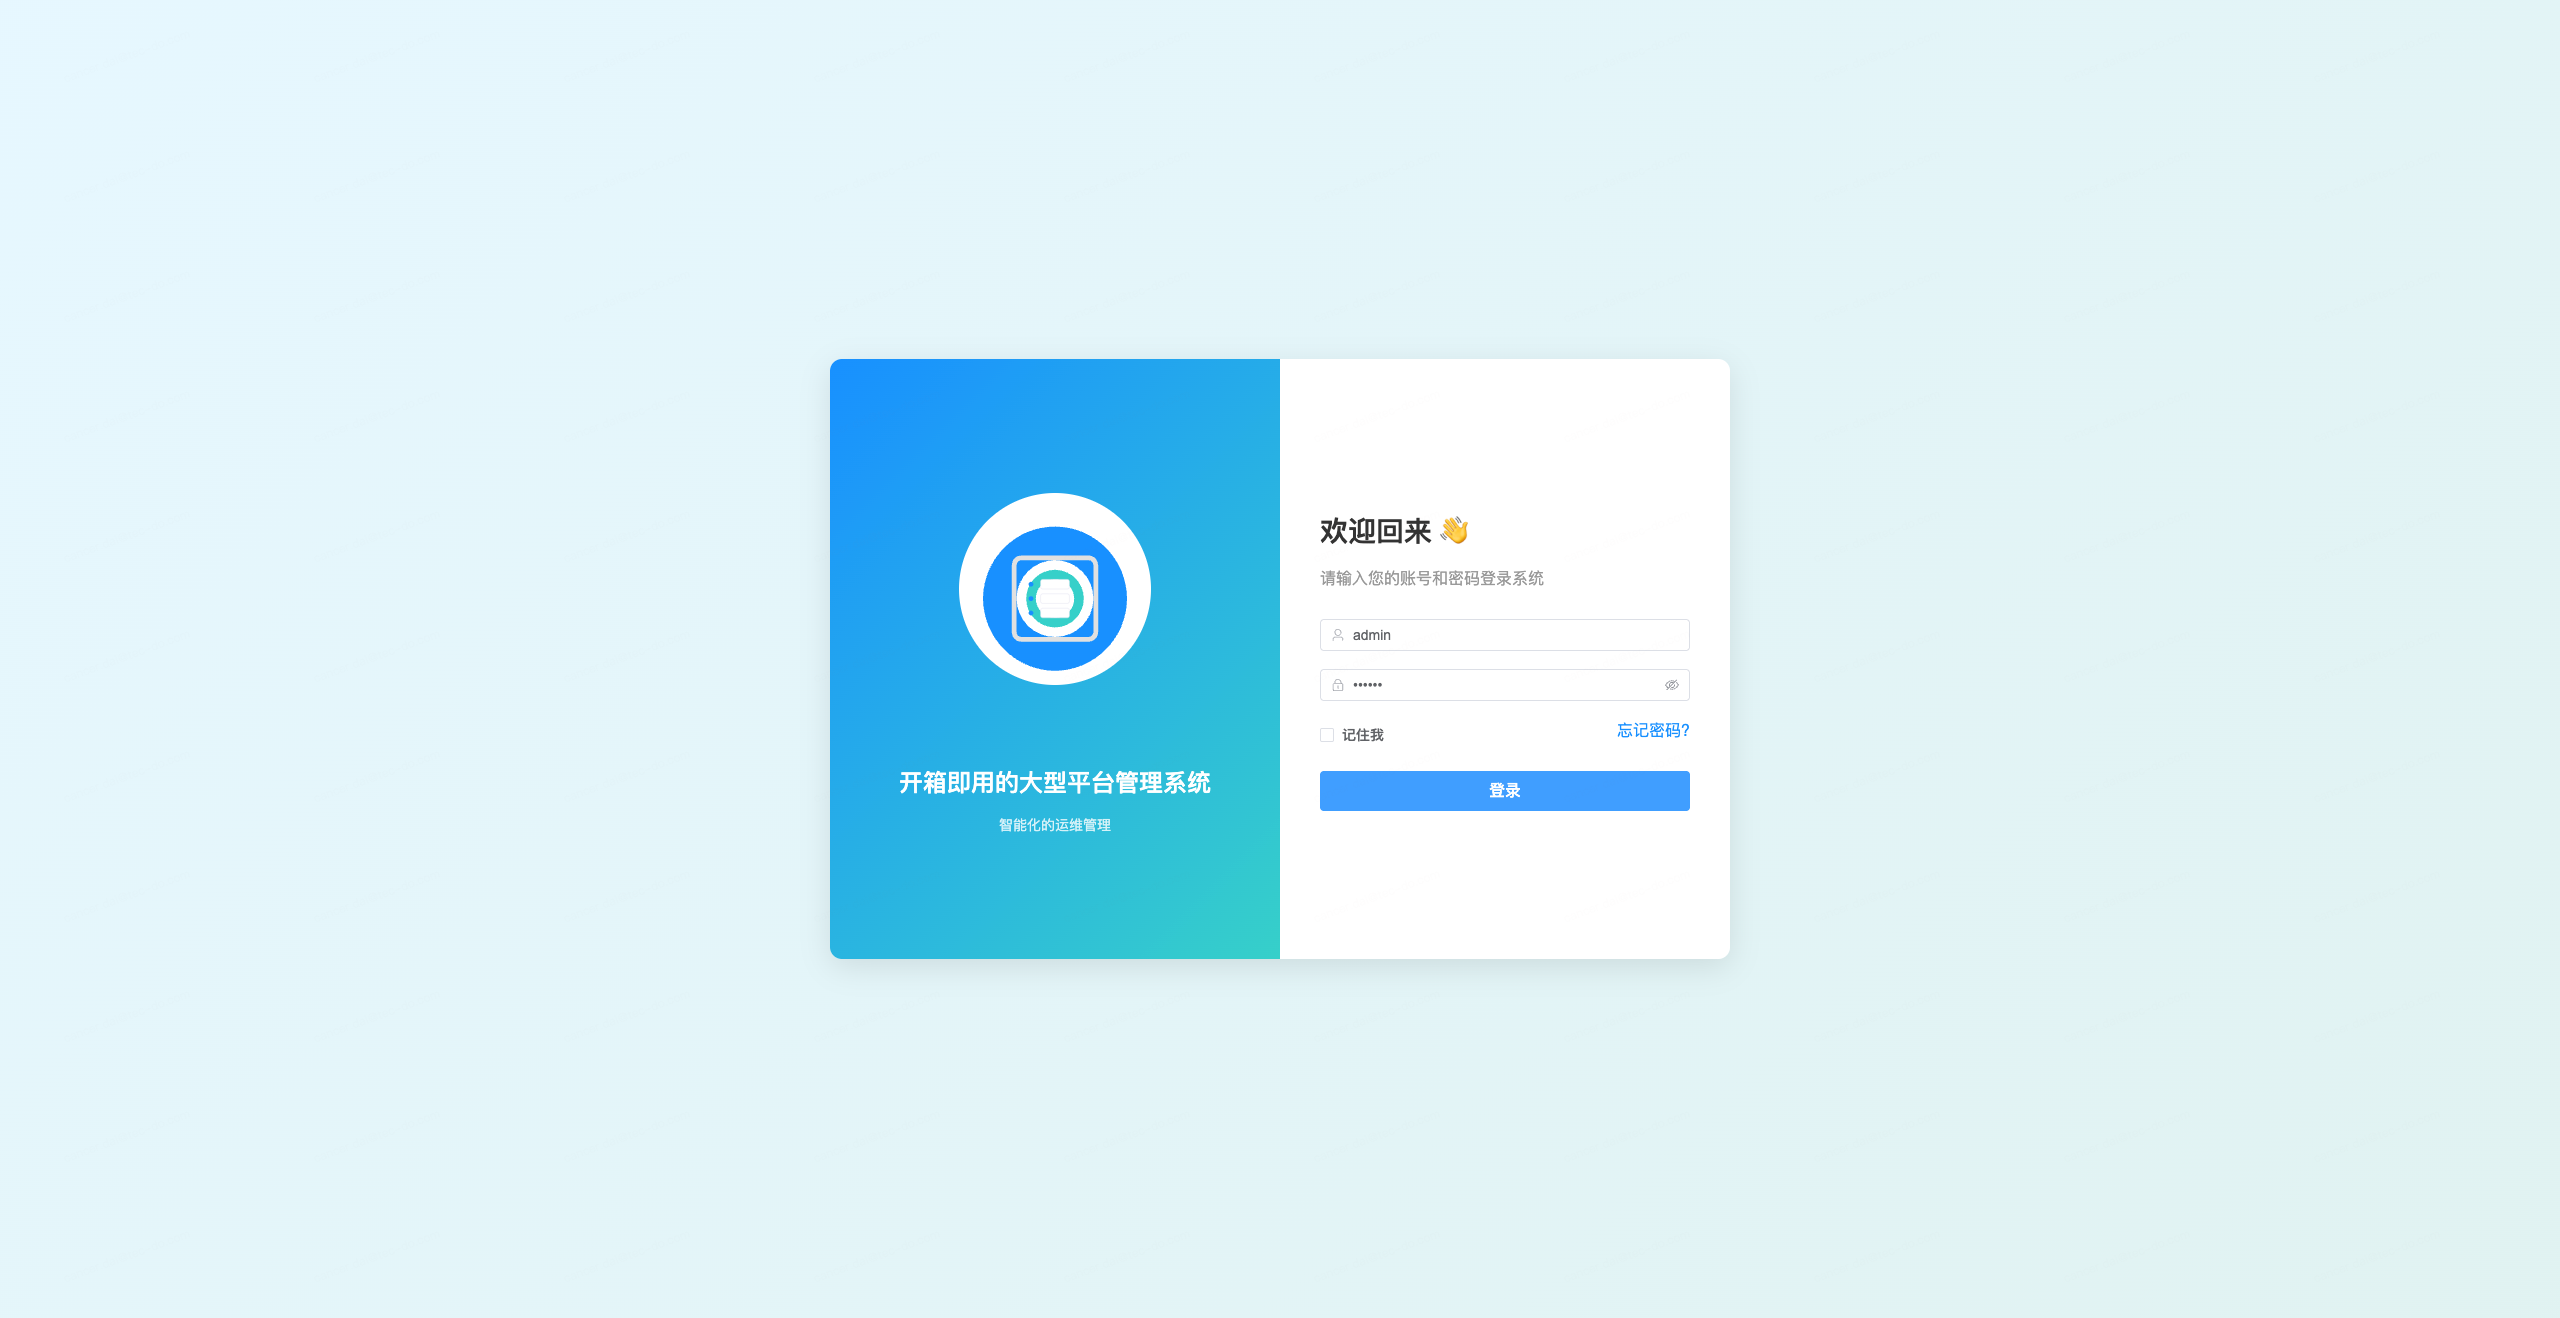 开箱即用的大型平台管理系统
智能化的运维管理
欢迎回来 👋
请输入您的账号和密码登录系统
admin
••••••
记住我
忘记密码?
登录